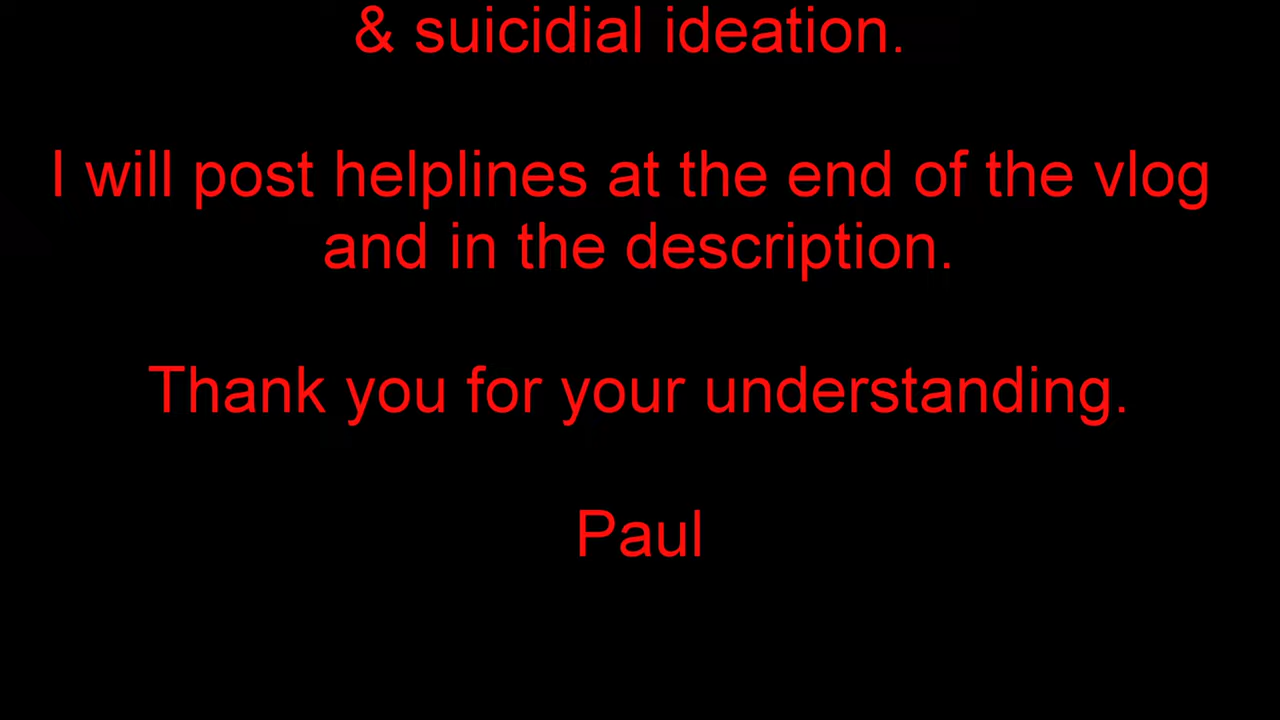 & suicidial ideation.
I will post helplines at the end of the vlog
and in the description.
Thank you for your understanding.
Paul